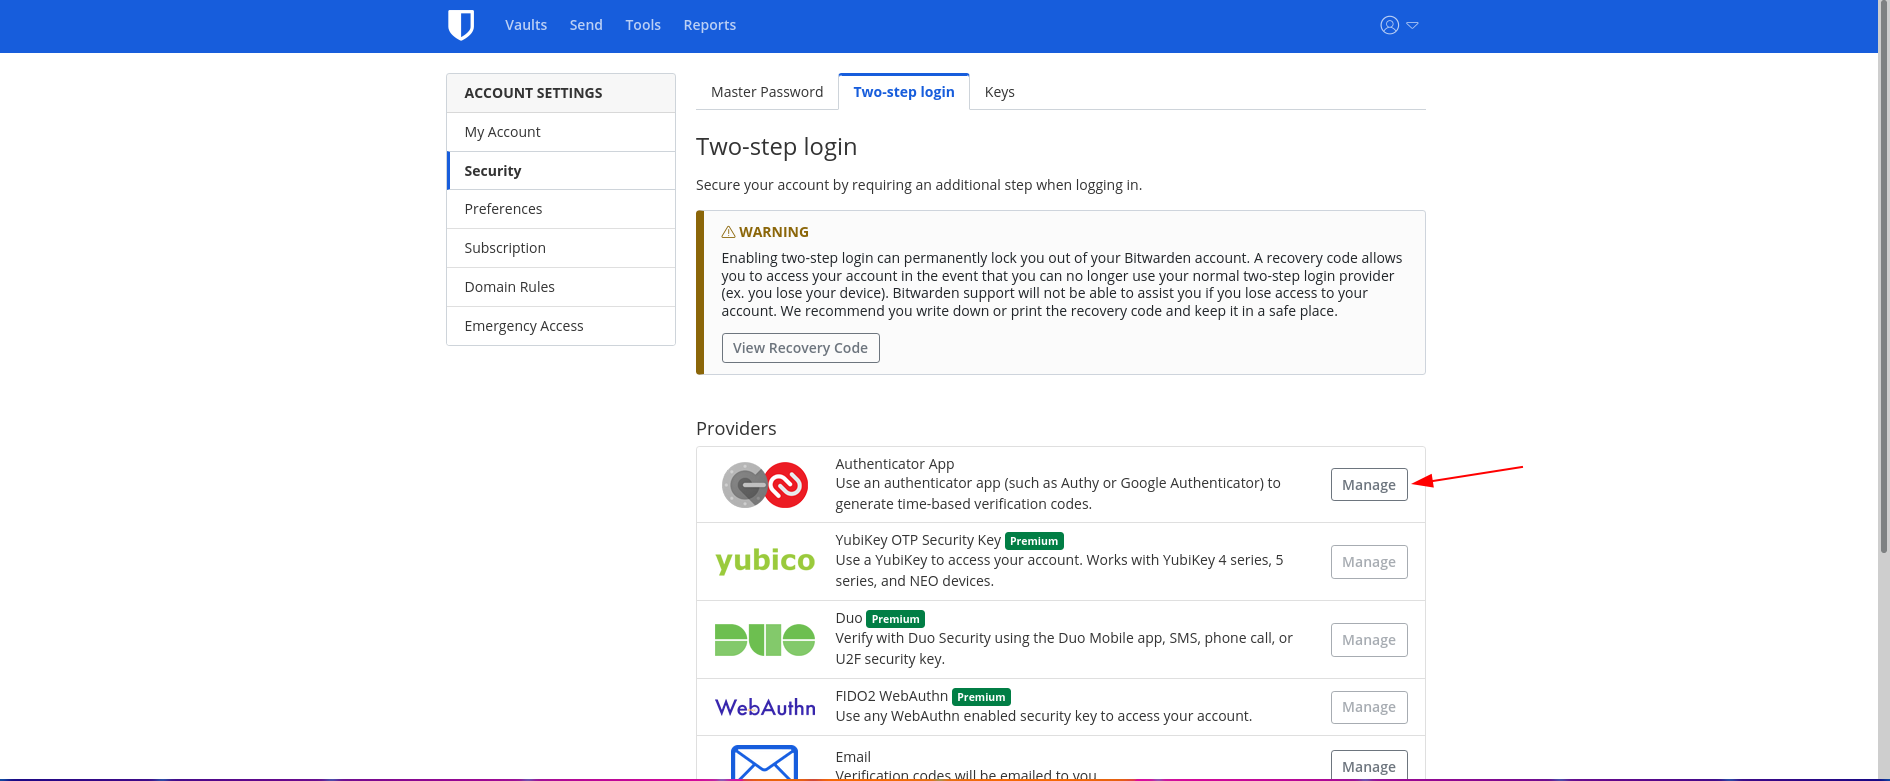 Vaults Send Tools Reports
ACCOUNT SETTINGS
My Account
Security
Preferences
Subscription
Domain Rules
Emergency Access
Master Password Two-step login Keys
Two-step login
Secure your account by requiring an additional step when logging in.
WARNING
Enabling two-step login can permanently lock you out of your Bitwarden account. A recovery code allows
you to access your account in the event that you can no longer use your normal two-step login provider
(ex. you lose your device). Bitwarden support will not be able to assist you if you lose access to your
account. We recommend you write down or print the recovery code and keep it in a safe place.
View Recovery Code
Providers
Authenticator App
Use an authenticator app (such as Authy or Google Authenticator) to
generate time-based verification codes.
Manage
yubico
YubiKey OTP Security Key Premium
Use a YubiKey to access your account. Works with YubiKey 4 series, 5
series, and NEO devices.
Manage
DUO
Duo Premium
Verify with Duo Security using the Duo Mobile app, SMS, phone call, or
U2F security key.
Manage
WebAuthn
FIDO2 WebAuthn Premium
Use any WebAuthn enabled security key to access your account.
Manage
Email
Verification codes will be emailed to you
Manage